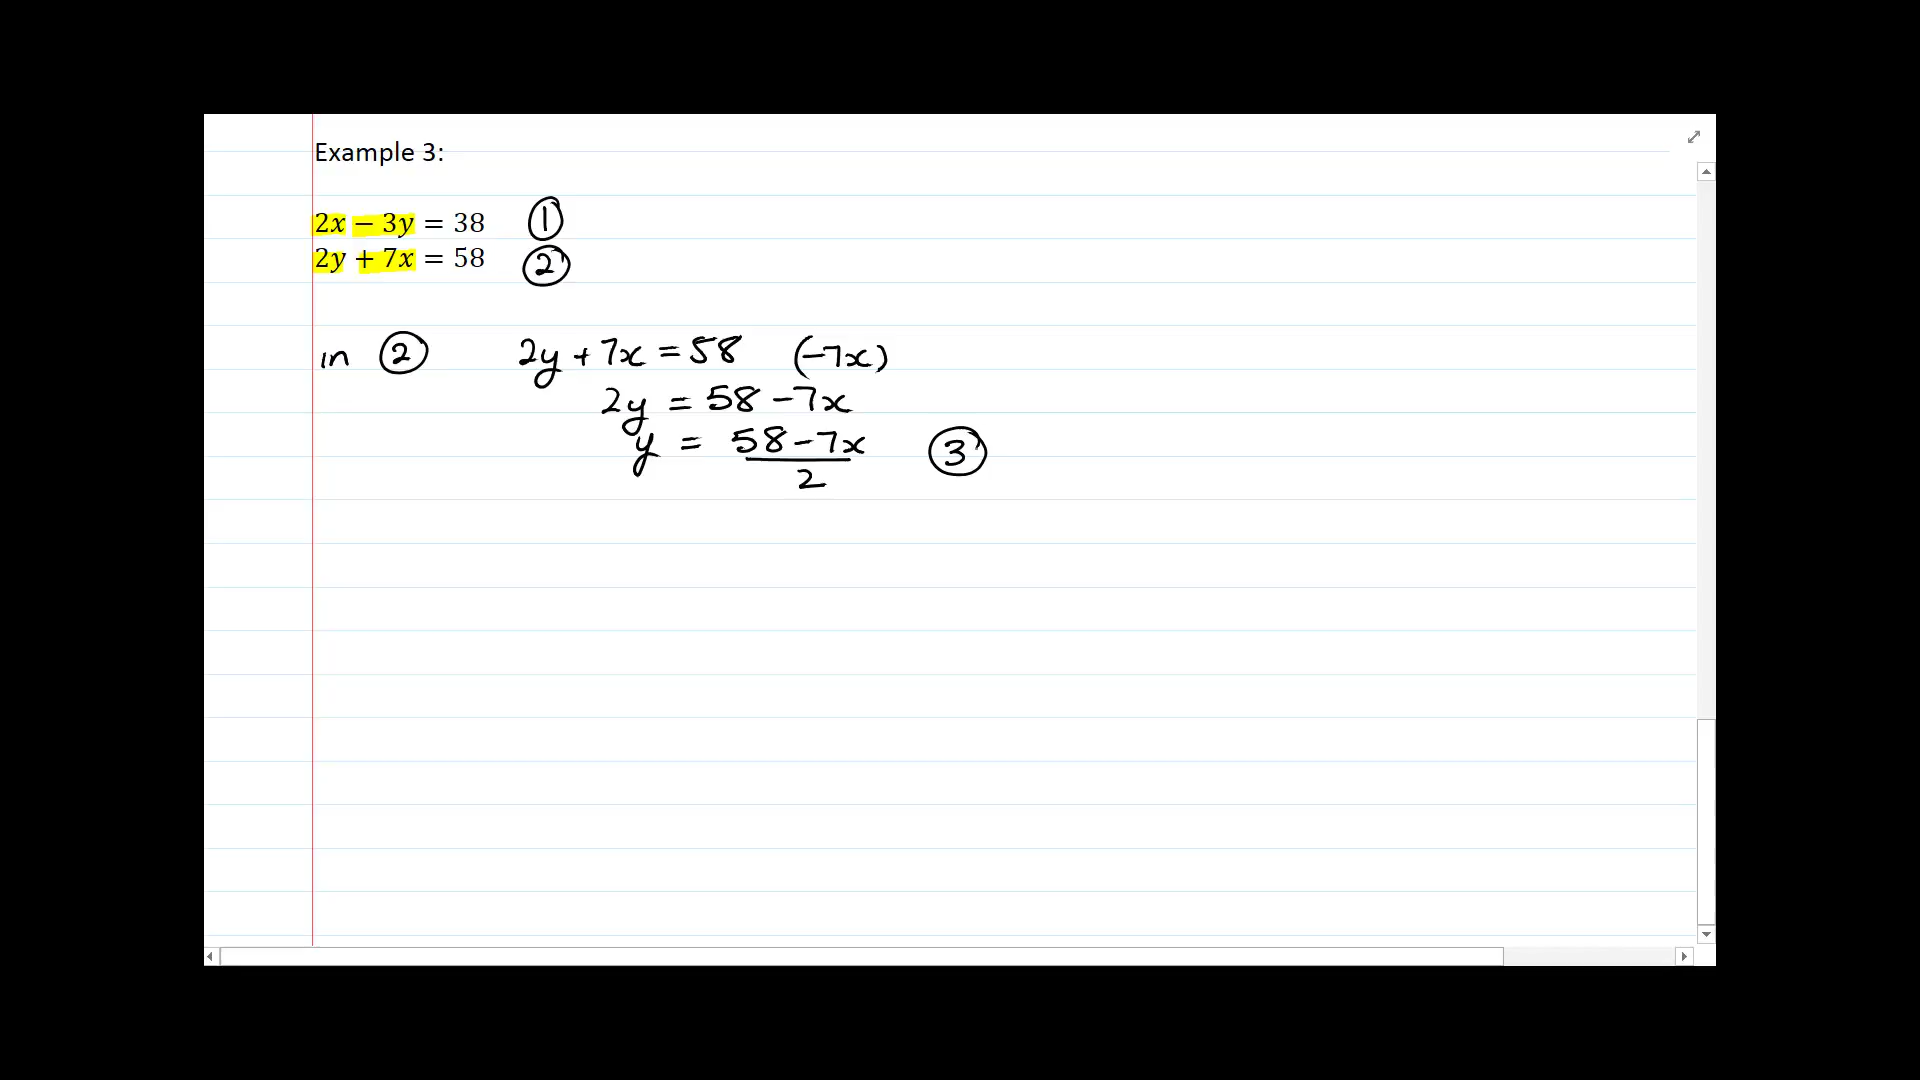 Example 3:
2x − 3y = 38 ①
2y + 7x = 58 ②
in ② 2y + 7x = 58 (−7x)
2y = 58 − 7x
y = 58 − 7x ③
2